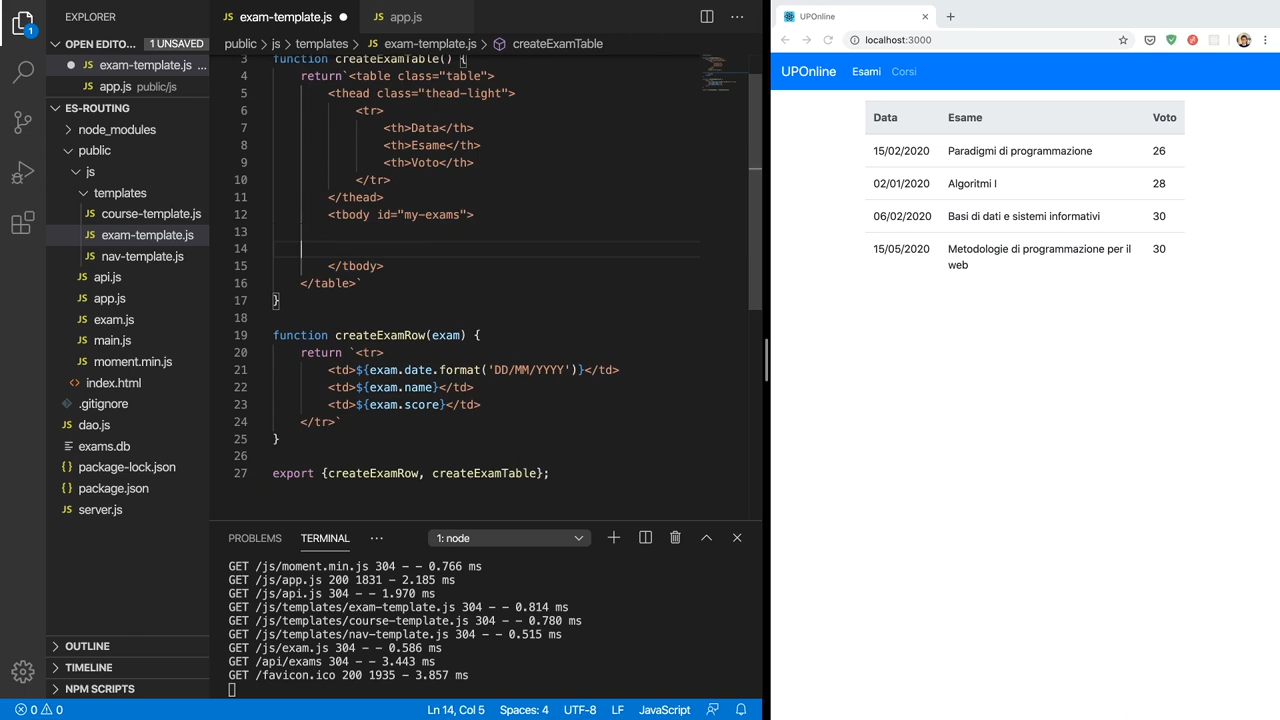 EXPLORER
OPEN EDITO... 1 UNSAVED
exam-template.js ...
app.js public/js
ES-ROUTING
node_modules
public
js
templates
course-template.js
exam-template.js
nav-template.js
api.js
app.js
exam.js
main.js
moment.min.js
index.html
.gitignore
dao.js
exams.db
package-lock.json
package.json
server.js
OUTLINE
TIMELINE
NPM SCRIPTS
exam-template.js
app.js
public > js > templates > exam-template.js > createExamTable
3 function createExamTable() {
4 return`<table class="table">
5 <thead class="thead-light">
6 <tr>
7 <th>Data</th>
8 <th>Esame</th>
9 <th>Voto</th>
10 </tr>
11 </thead>
12 <tbody id="my-exams">
13
14
15 </tbody>
16 </table>`
17 }
18
19 function createExamRow(exam) {
20 return `<tr>
21 <td>${exam.date.format('DD/MM/YYYY')}</td>
22 <td>${exam.name}</td>
23 <td>${exam.score}</td>
24 </tr>`
25 }
26
27 export {createExamRow, createExamTable};
PROBLEMS TERMINAL ... 1: node
GET /js/moment.min.js 304 - - 0.766 ms
GET /js/app.js 200 1831 - 2.185 ms
GET /js/api.js 304 - - 1.970 ms
GET /js/templates/exam-template.js 304 - - 0.814 ms
GET /js/templates/course-template.js 304 - - 0.780 ms
GET /js/templates/nav-template.js 304 - - 0.515 ms
GET /js/exam.js 304 - - 0.586 ms
GET /api/exams 304 - - 3.443 ms
GET /favicon.ico 200 1935 - 3.857 ms
0 0 Ln 14, Col 5 Spaces: 4 UTF-8 LF JavaScript
UPOnline
localhost:3000
UPOnline Esami Corsi
Data Esame Voto
15/02/2020 Paradigmi di programmazione 26
02/01/2020 Algoritmi I 28
06/02/2020 Basi di dati e sistemi informativi 30
15/05/2020 Metodologie di programmazione per il 30
web